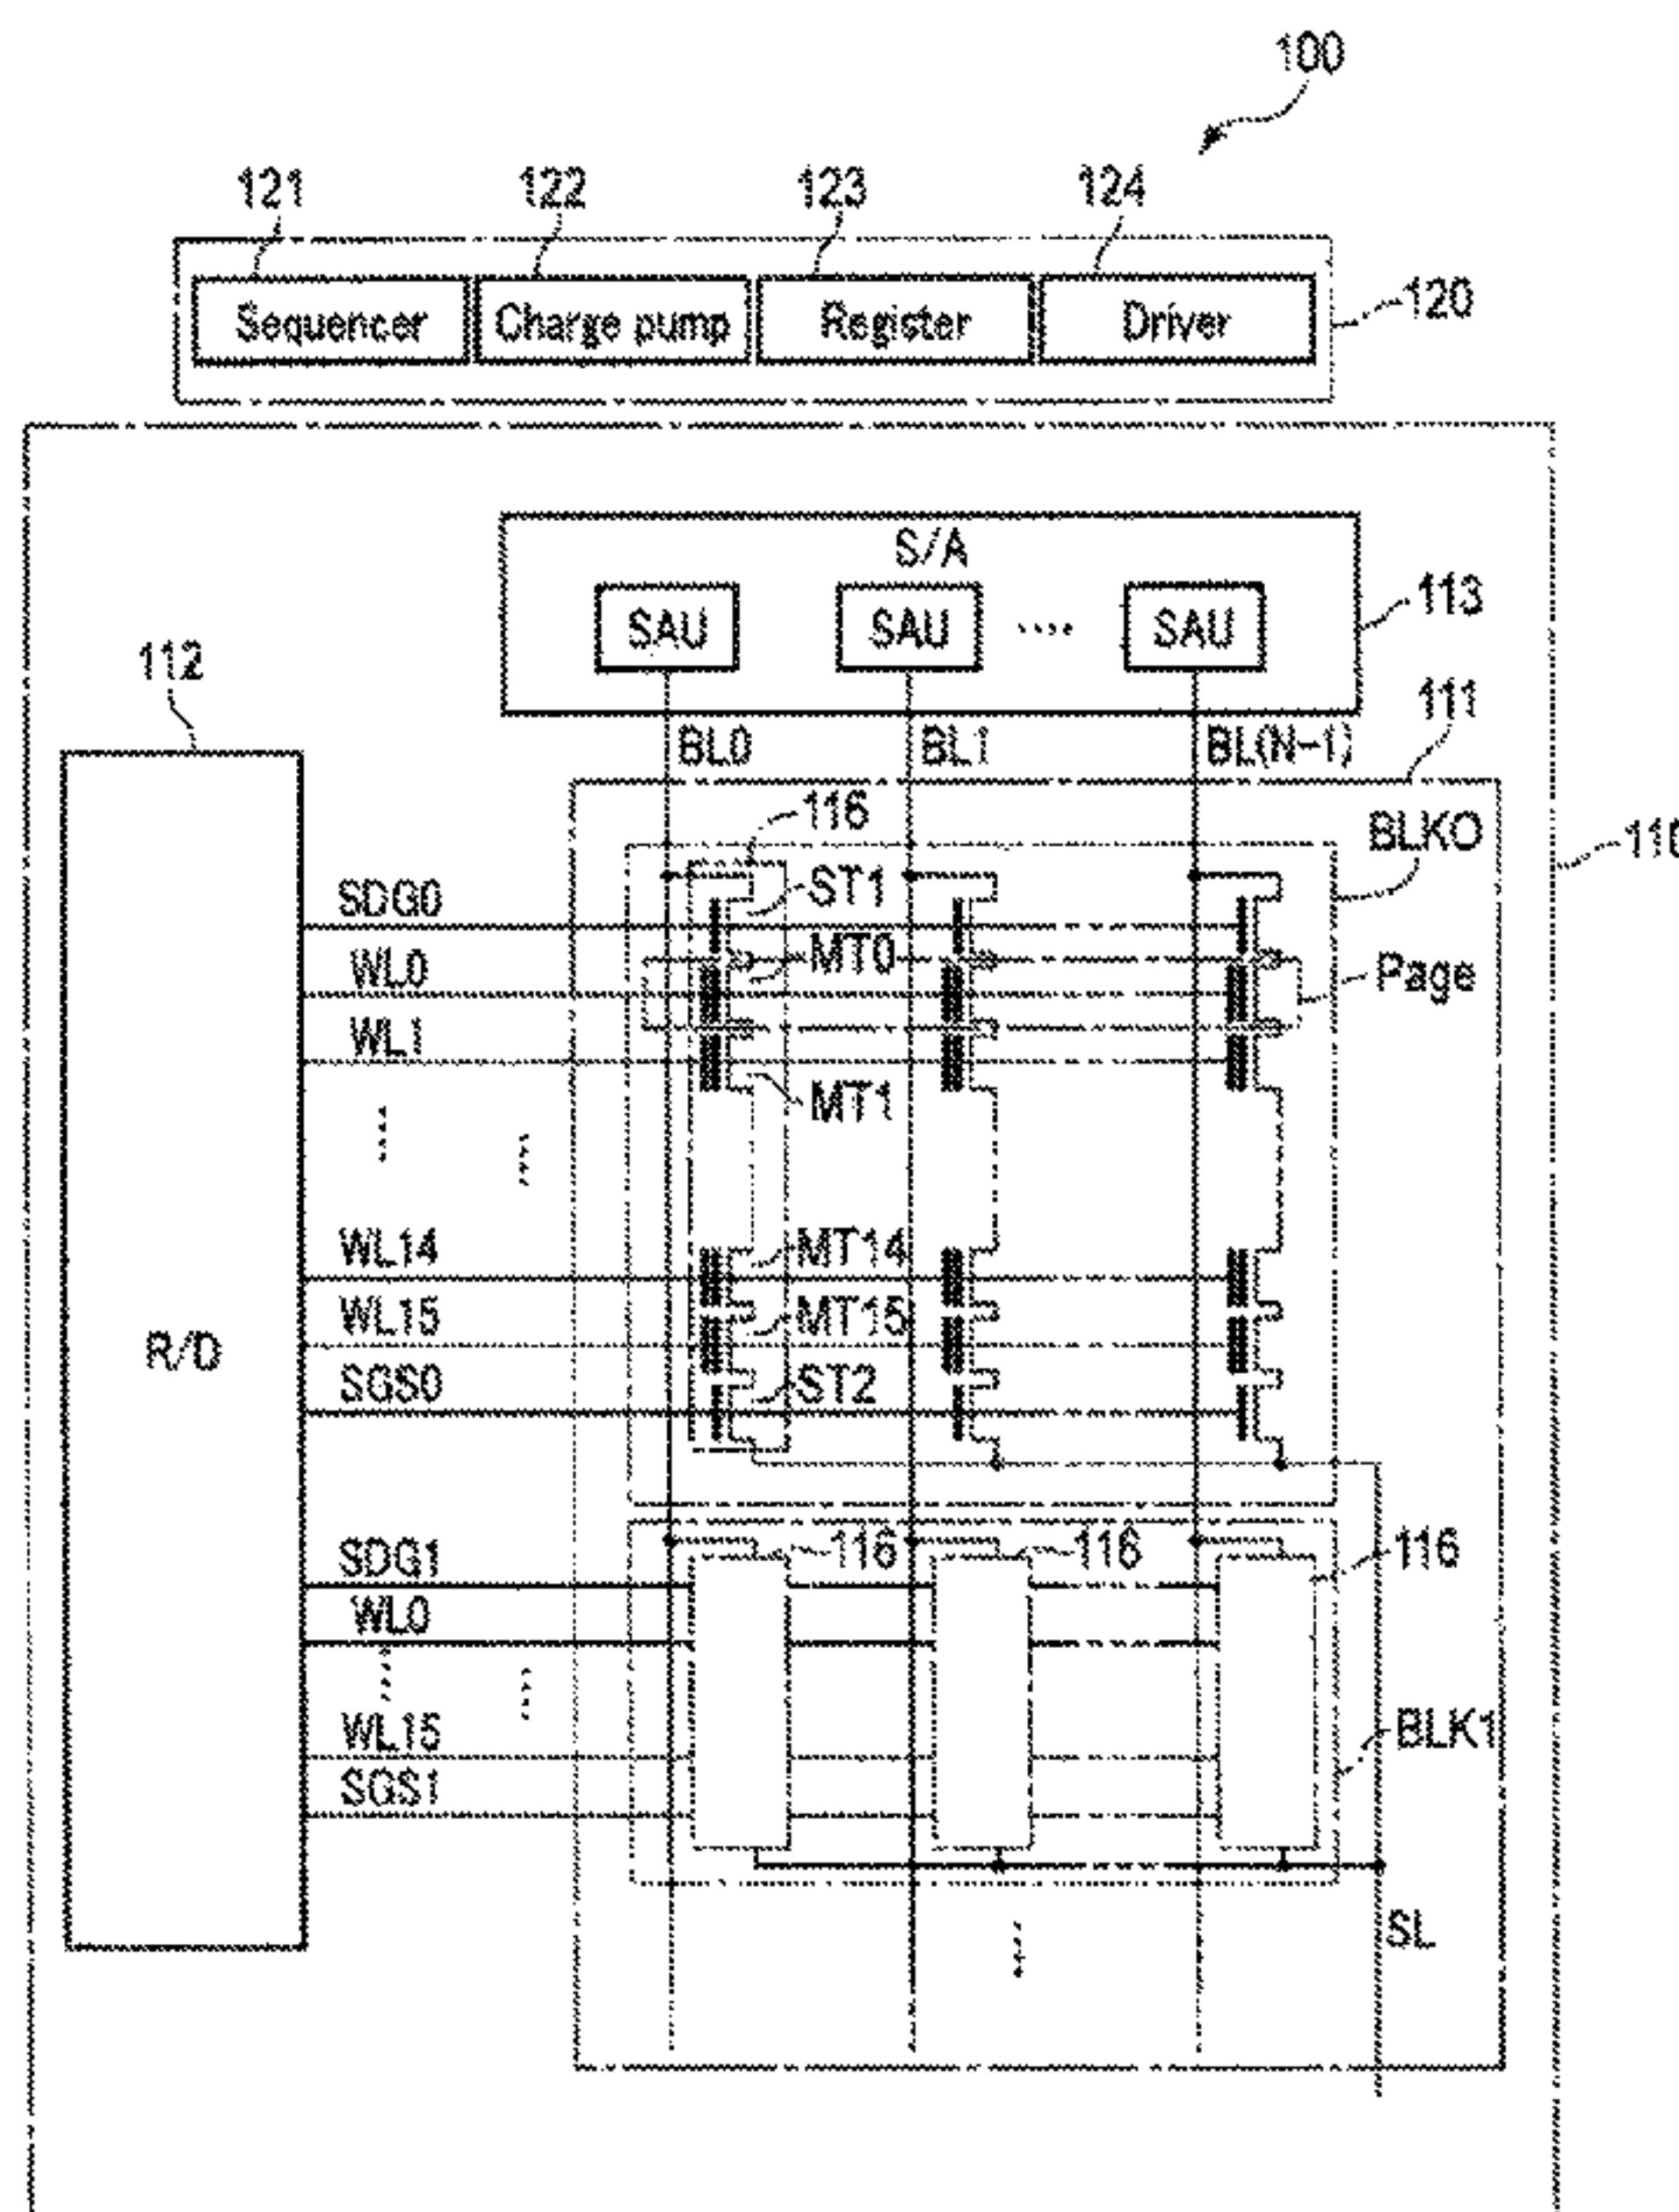 100
121 122 123 124
Sequencer Charge pump Register Driver
120
S/A
SAU SAU .... SAU
113
112
111
BL0 BL1 BL(N-1)
116
BLK0
110
SDG0
ST1
WL0
MT0
Page
WL1
MT1
WL14
MT14
WL15
MT15
R/D
SGS0
ST2
SDG1
116 116 116
WL0
WL15
BLK1
SGS1
SL